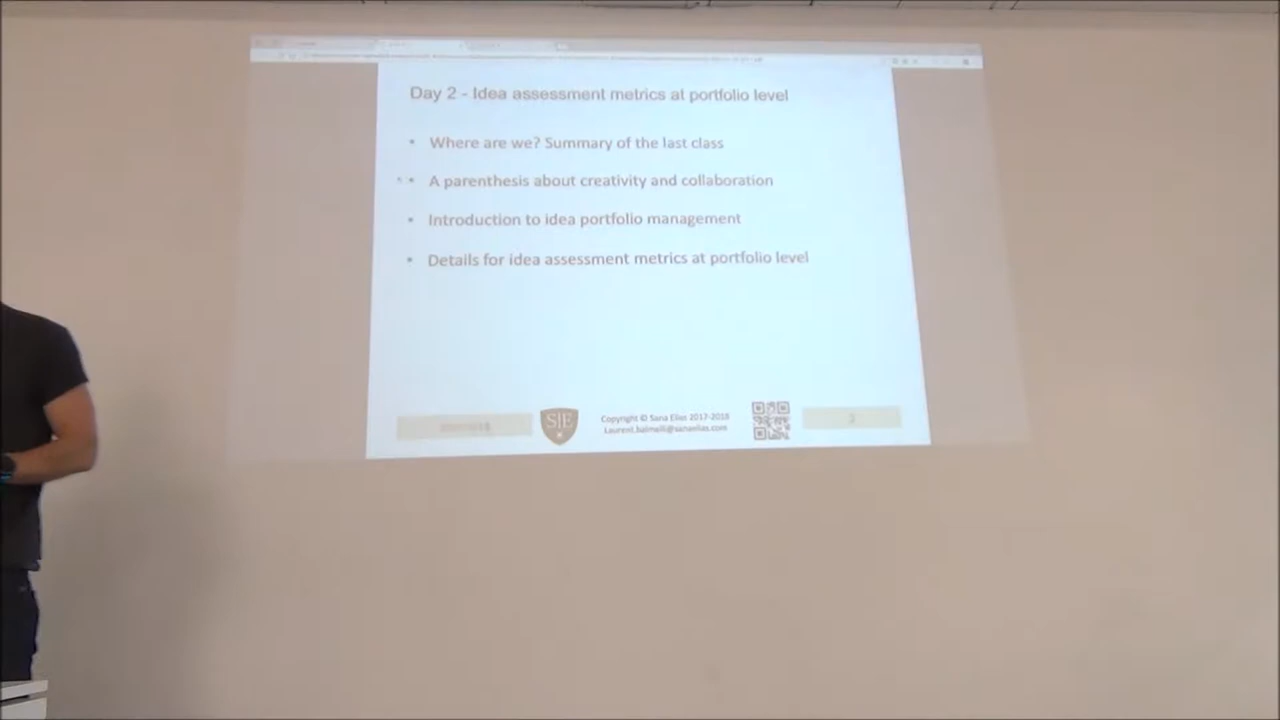 Day 2 - Idea assessment metrics at portfolio level
• Where are we? Summary of the last class
• A parenthesis about creativity and collaboration
• Introduction to idea portfolio management
• Details for idea assessment metrics at portfolio level
S|E
Copyright © Sana Elias 2017-2018
Laurent.balmelli@sanaelias.com